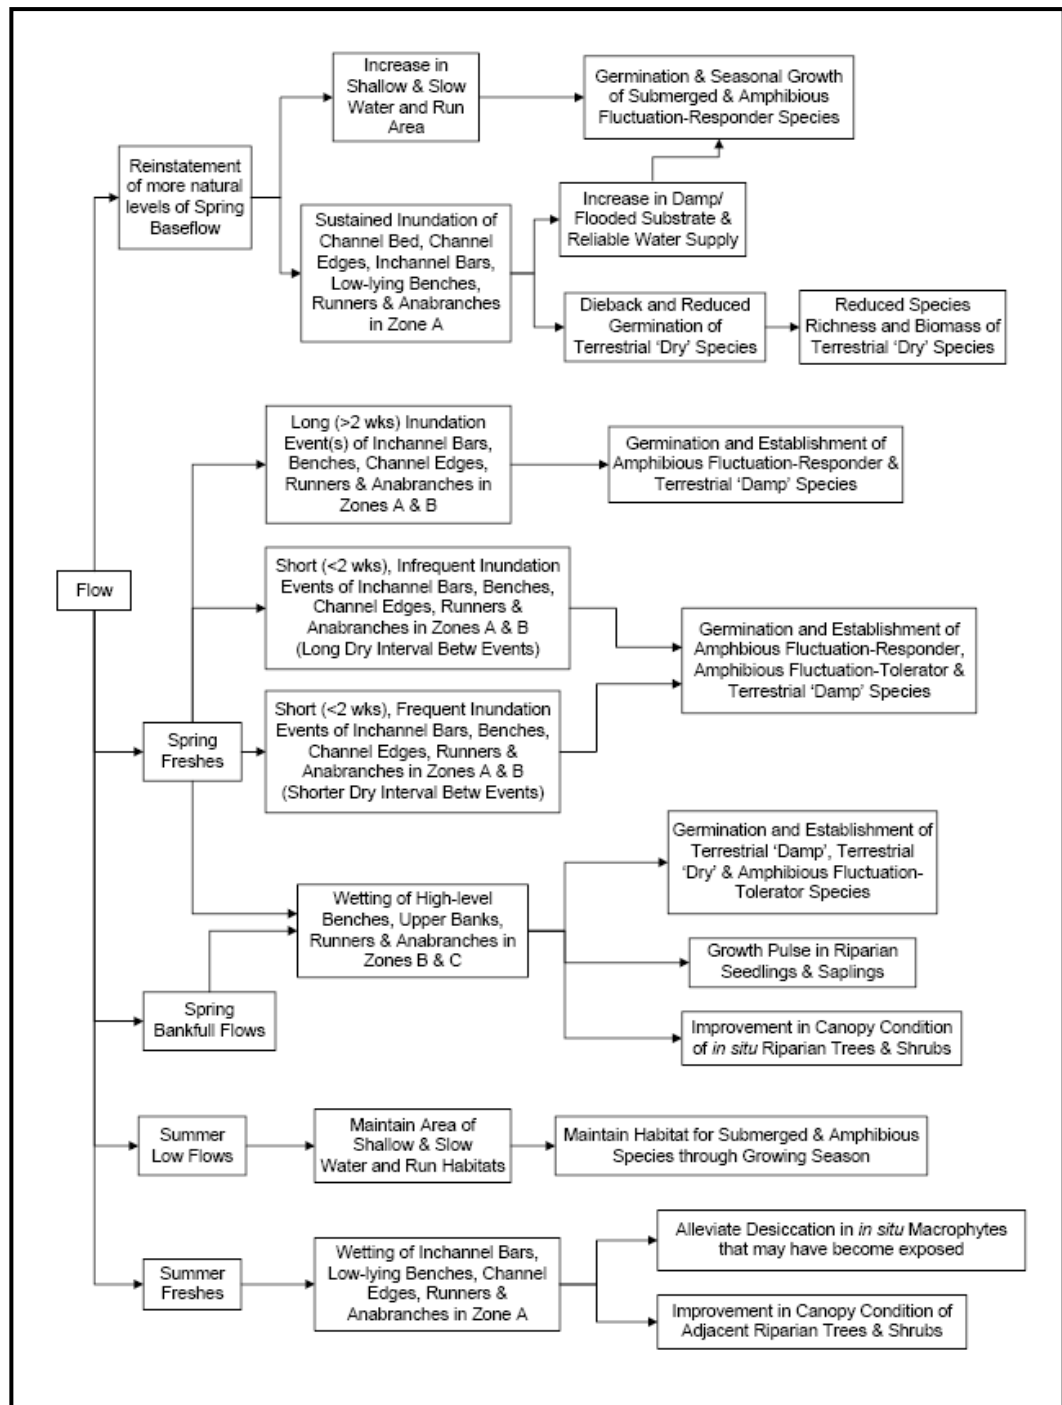 Increase in
Shallow & Slow
Water and Run
Area
Germination & Seasonal Growth
of Submerged & Amphibious
Fluctuation-Responder Species
Reinstatement
of more natural
levels of Spring
Baseflow
Sustained Inundation of
Channel Bed, Channel
Edges, Inchannel Bars,
Low-lying Benches,
Runners & Anabranches
in Zone A
Increase in Damp/
Flooded Substrate &
Reliable Water Supply
Dieback and Reduced
Germination of
Terrestrial ‘Dry’ Species
Reduced Species
Richness and Biomass of
Terrestrial ‘Dry’ Species
Long (>2 wks) Inundation
Event(s) of Inchannel Bars,
Benches, Channel Edges,
Runners & Anabranches in
Zones A & B
Germination and Establishment of
Amphibious Fluctuation-Responder &
Terrestrial ‘Damp’ Species
Flow
Short (<2 wks), Infrequent Inundation
Events of Inchannel Bars, Benches,
Channel Edges, Runners &
Anabranches in Zones A & B
(Long Dry Interval Betw Events)
Germination and Establishment of
Amphbious Fluctuation-Responder,
Amphibious Fluctuation-Tolerator &
Terrestrial ‘Damp’ Species
Spring
Freshes
Short (<2 wks), Frequent Inundation
Events of Inchannel Bars, Benches,
Channel Edges, Runners &
Anabranches in Zones A & B
(Shorter Dry Interval Betw Events)
Germination and Establishment of
Terrestrial ‘Damp’, Terrestrial
‘Dry’ & Amphibious Fluctuation-
Tolerator Species
Wetting of High-level
Benches, Upper Banks,
Runners & Anabranches in
Zones B & C
Growth Pulse in Riparian
Seedlings & Saplings
Spring
Bankfull Flows
Improvement in Canopy Condition
of in situ Riparian Trees & Shrubs
Summer
Low Flows
Maintain Area of
Shallow & Slow
Water and Run Habitats
Maintain Habitat for Submerged & Amphibious
Species through Growing Season
Summer
Freshes
Wetting of Inchannel Bars,
Low-lying Benches, Channel
Edges, Runners &
Anabranches in Zone A
Alleviate Desiccation in in situ Macrophytes
that may have become exposed
Improvement in Canopy Condition of
Adjacent Riparian Trees & Shrubs